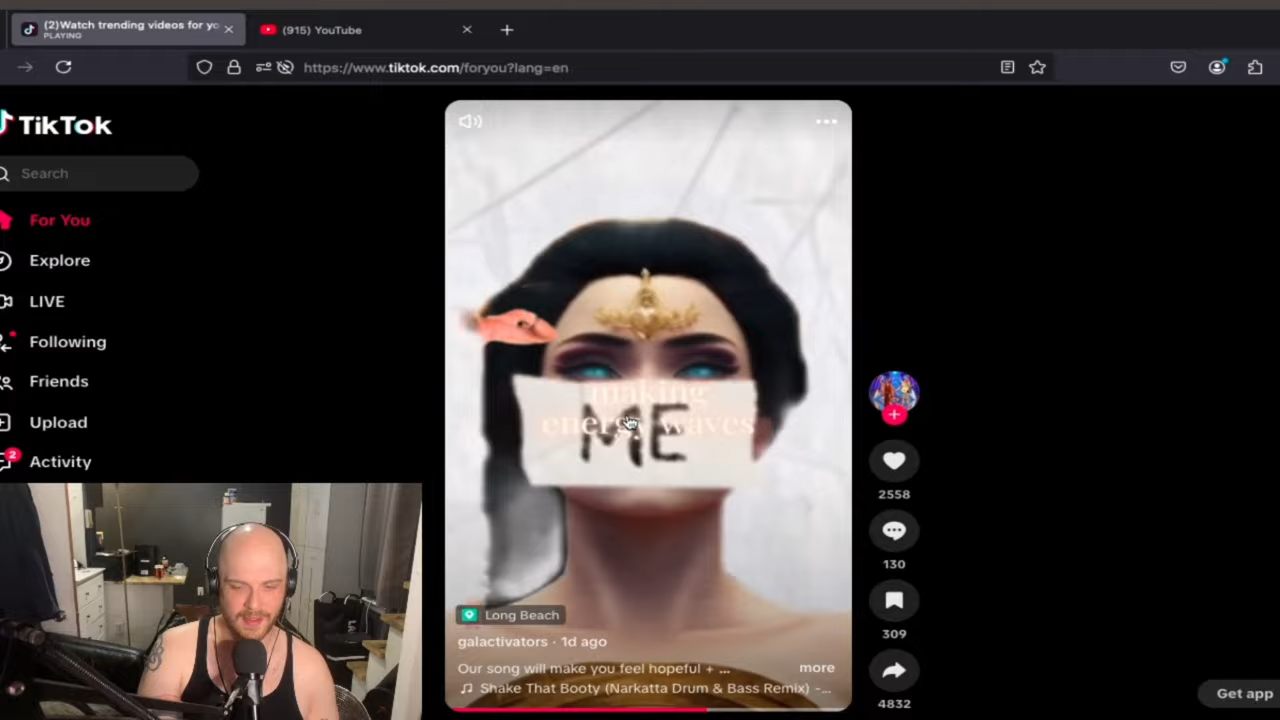 (2)Watch trending videos for yo
PLAYING
(915) YouTube
https://www.tiktok.com/foryou?lang=en
TikTok
Search
For You
Explore
LIVE
Following
Friends
Upload
Activity
2
making
energy waves
ME
Long Beach
galactivators · 1d ago
Our song will make you feel hopeful + ...
more
Shake That Booty (Narkatta Drum & Bass Remix) -...
2558
130
309
4832
Get app